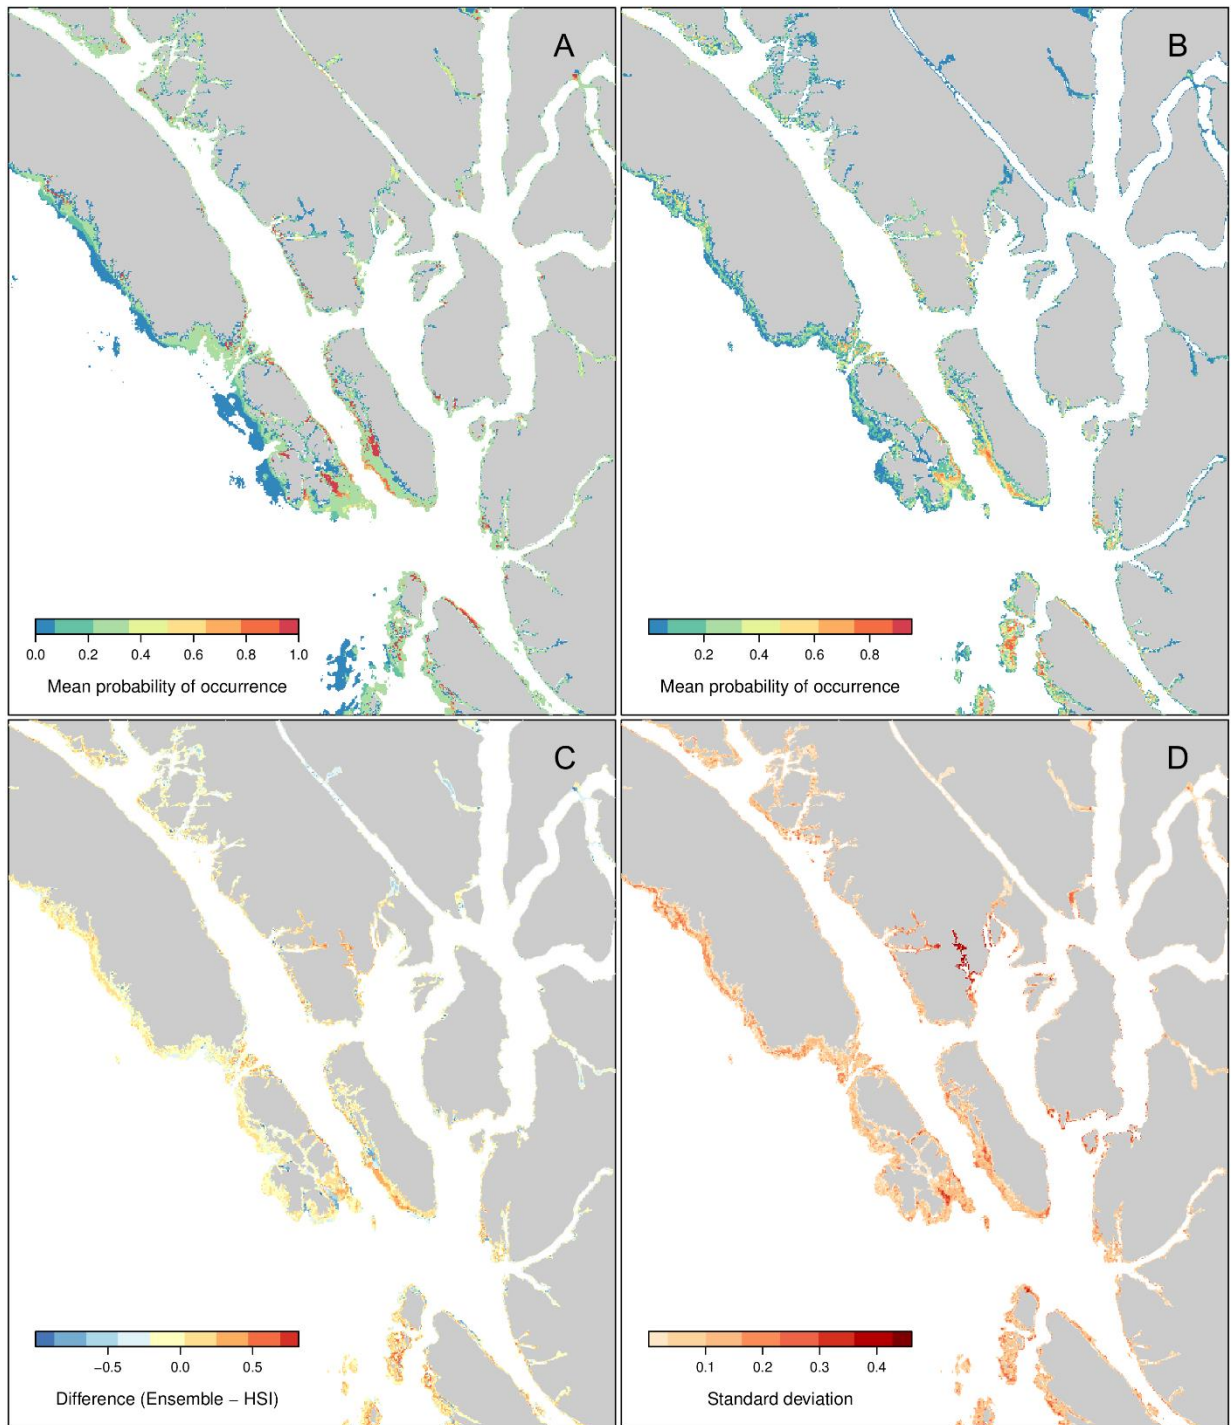 A
B
0.0 0.2 0.4 0.6 0.8 1.0
Mean probability of occurrence
0.2 0.4 0.6 0.8
Mean probability of occurrence
C
D
−0.5 0.0 0.5
Difference (Ensemble − HSI)
0.1 0.2 0.3 0.4
Standard deviation